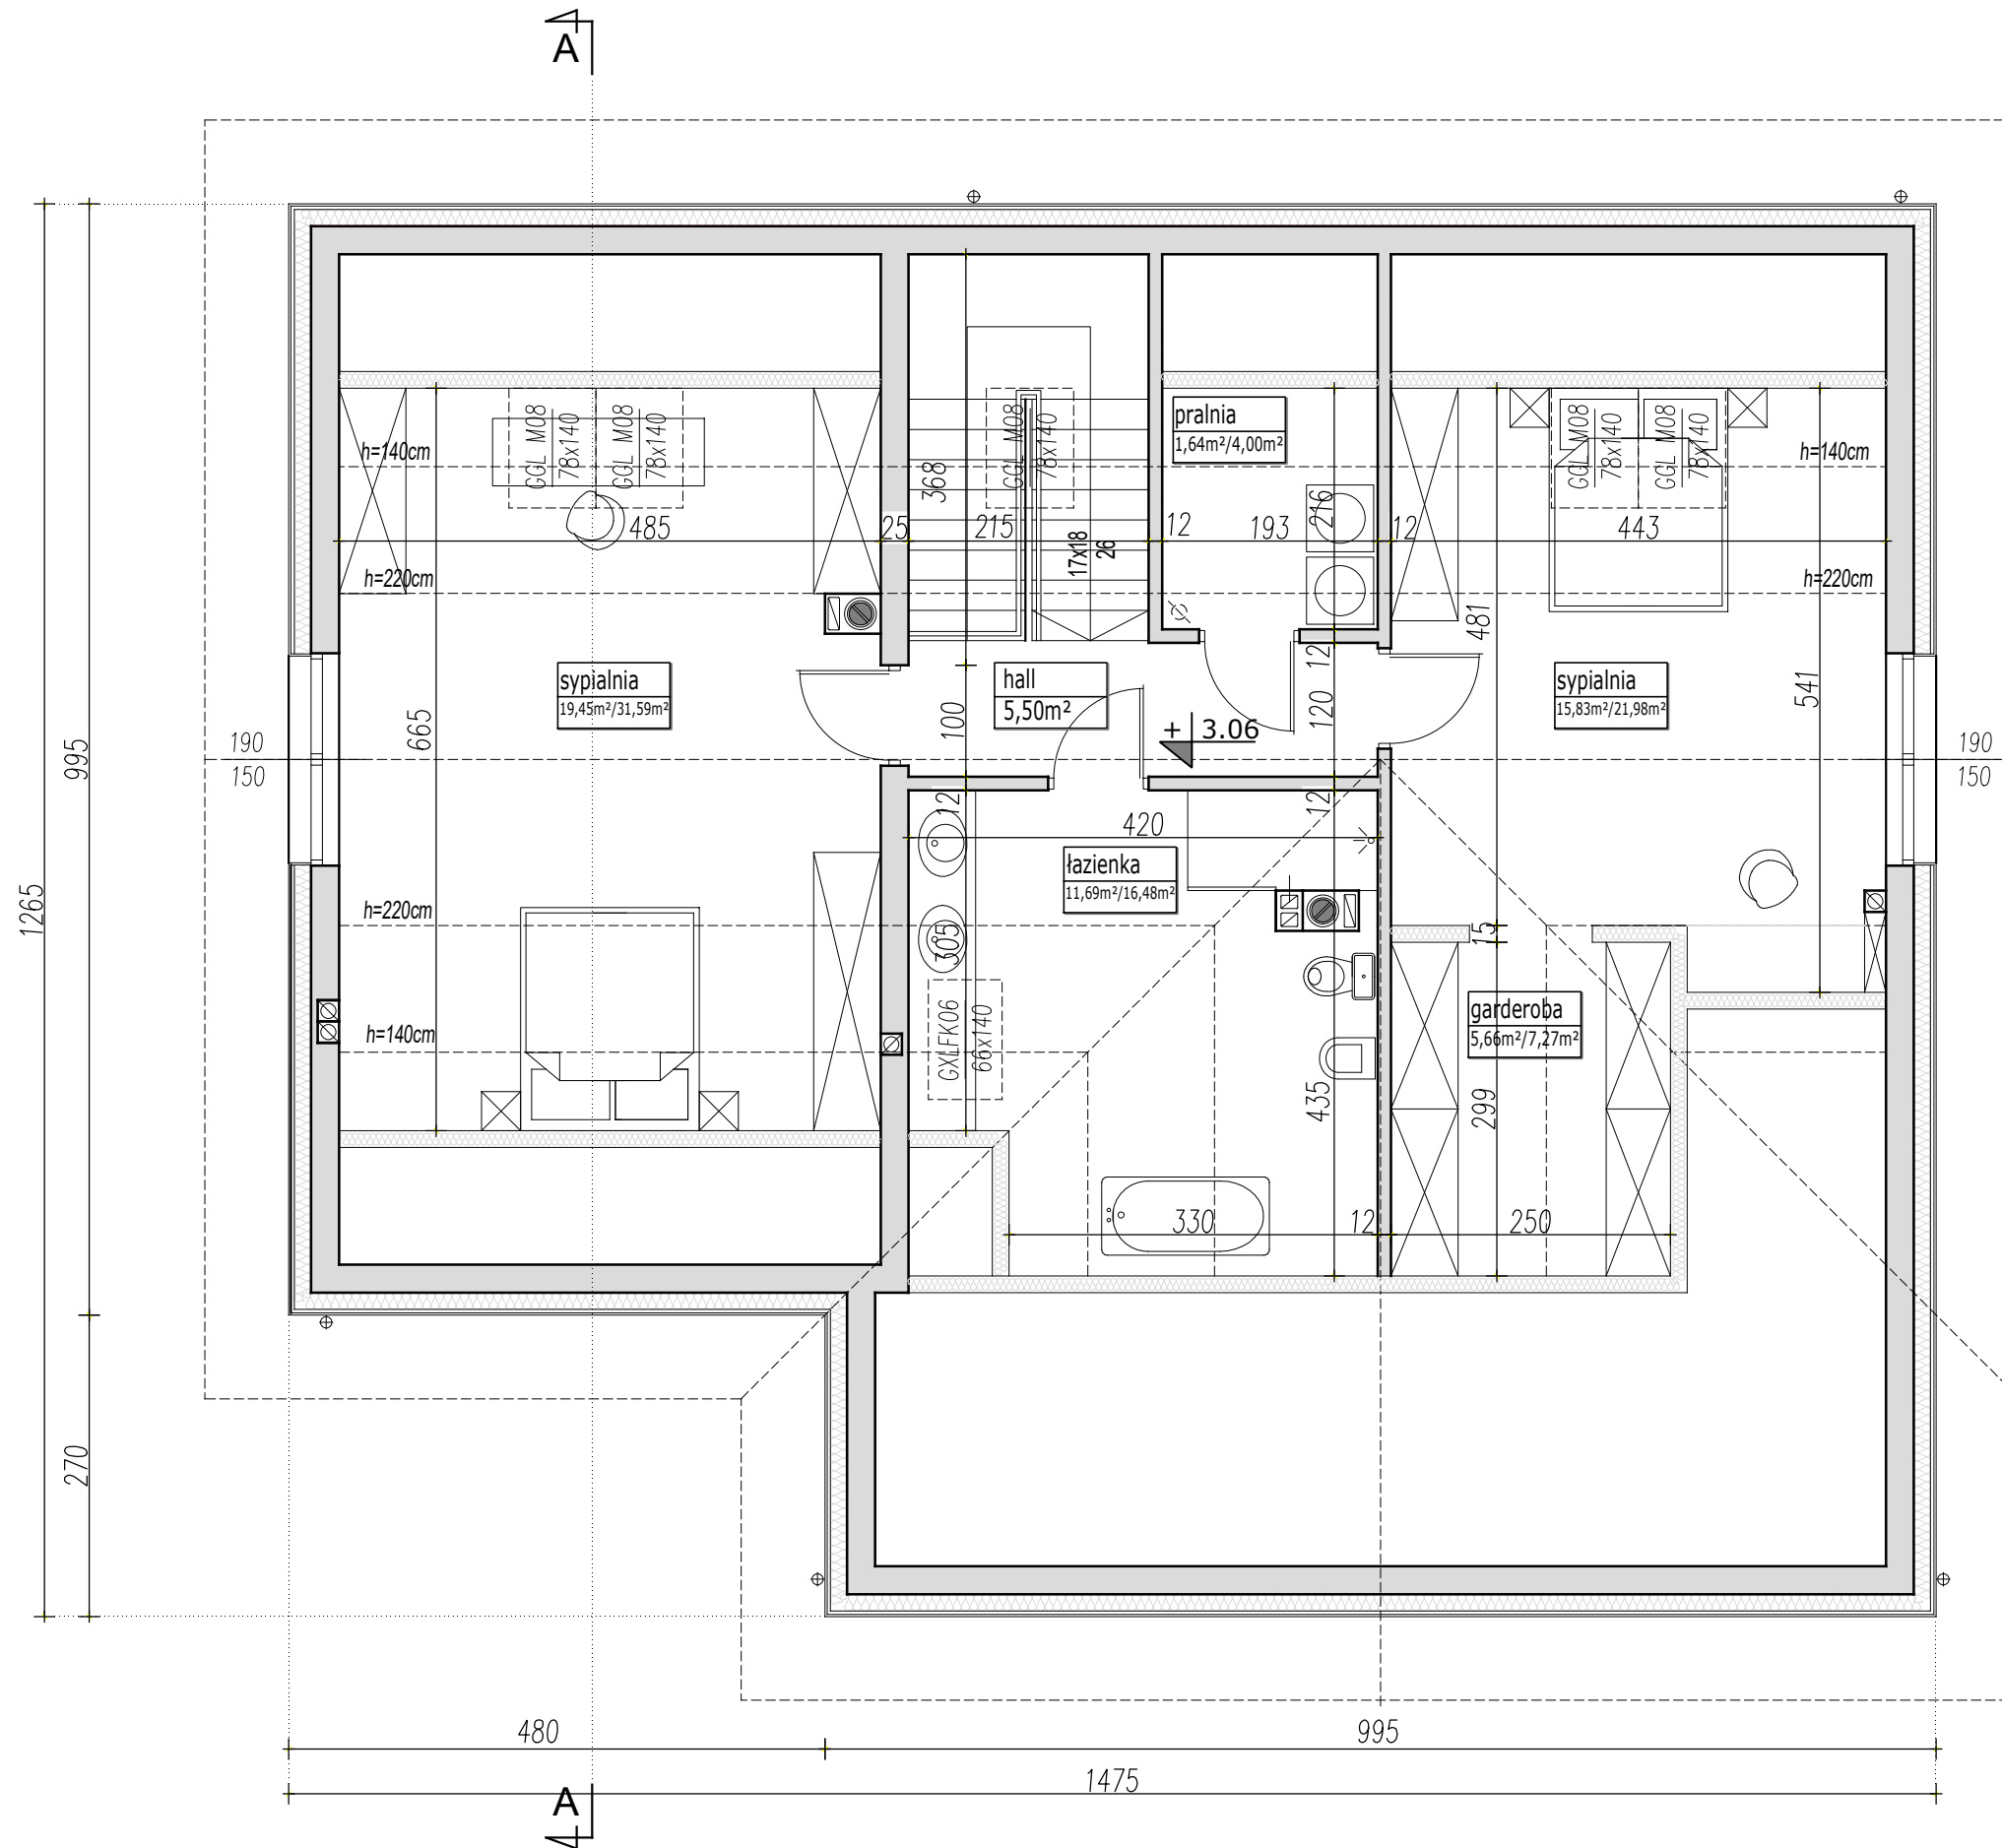 A
GGL M08
78x140
GGL M08
78x140
GGL M08
78x140
GGL M08
78x140
GGL M08
78x140
pralnia
1,64m²/4,00m²
h=140cm
h=140cm
368
216
485
25
215
12
193
12
443
17x18
26
h=220cm
h=220cm
481
sypialnia
19,45m²/31,59m²
hall
5,50m²
sypialnia
15,83m²/21,98m²
12
665
100
120
541
+ 3.06
190
150
190
150
995
1265
12
12
420
łazienka
11,69m²/16,48m²
h=220cm
305
15
GXLFK06
66x140
garderoba
5,66m²/7,27m²
h=140cm
435
299
330
12
250
270
480
995
1475
A